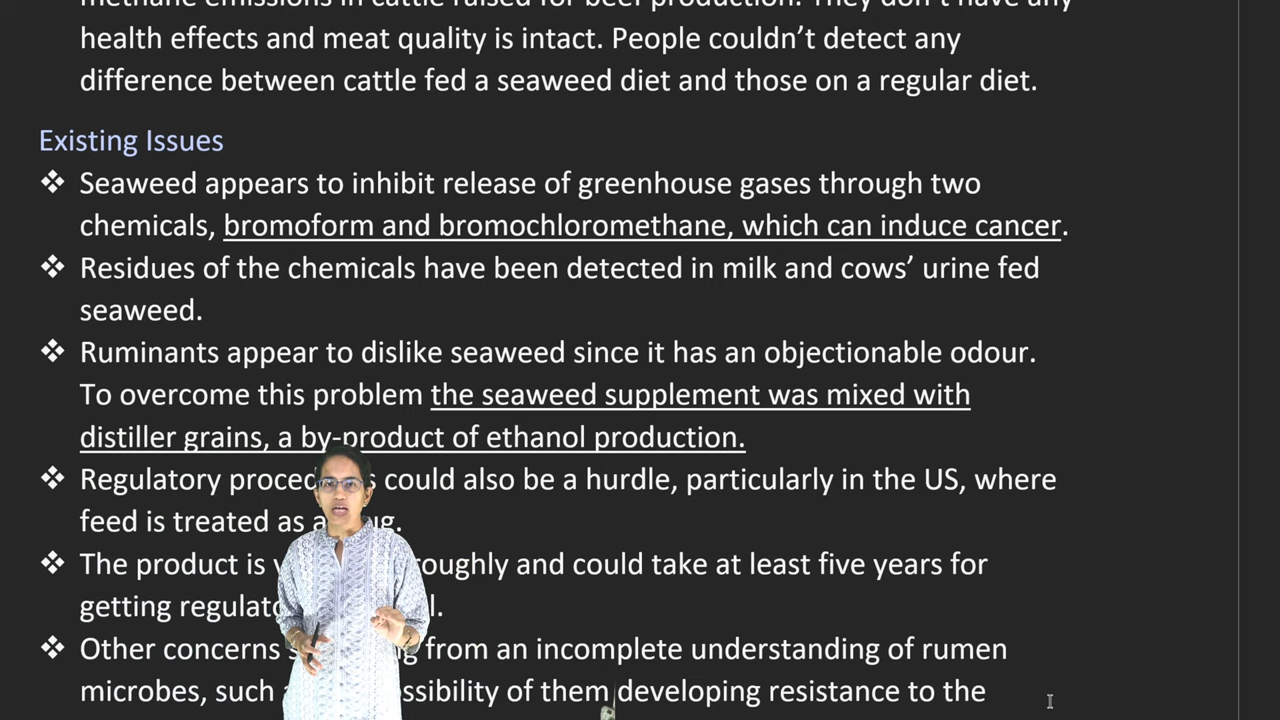 methane emissions in cattle raised for beef production. They don't have any
health effects and meat quality is intact. People couldn't detect any
difference between cattle fed a seaweed diet and those on a regular diet.
Existing Issues
❖ Seaweed appears to inhibit release of greenhouse gases through two
chemicals, bromoform and bromochloromethane, which can induce cancer.
❖ Residues of the chemicals have been detected in milk and cows' urine fed
seaweed.
❖ Ruminants appear to dislike seaweed since it has an objectionable odour.
To overcome this problem the seaweed supplement was mixed with
distiller grains, a by-product of ethanol production.
❖ Regulatory could also be a hurdle, particularly in the US, where
feed is treated as a
❖ The product is and could take at least five years for
getting
❖ Other concerns from an incomplete understanding of rumen
microbes, such of them developing resistance to the